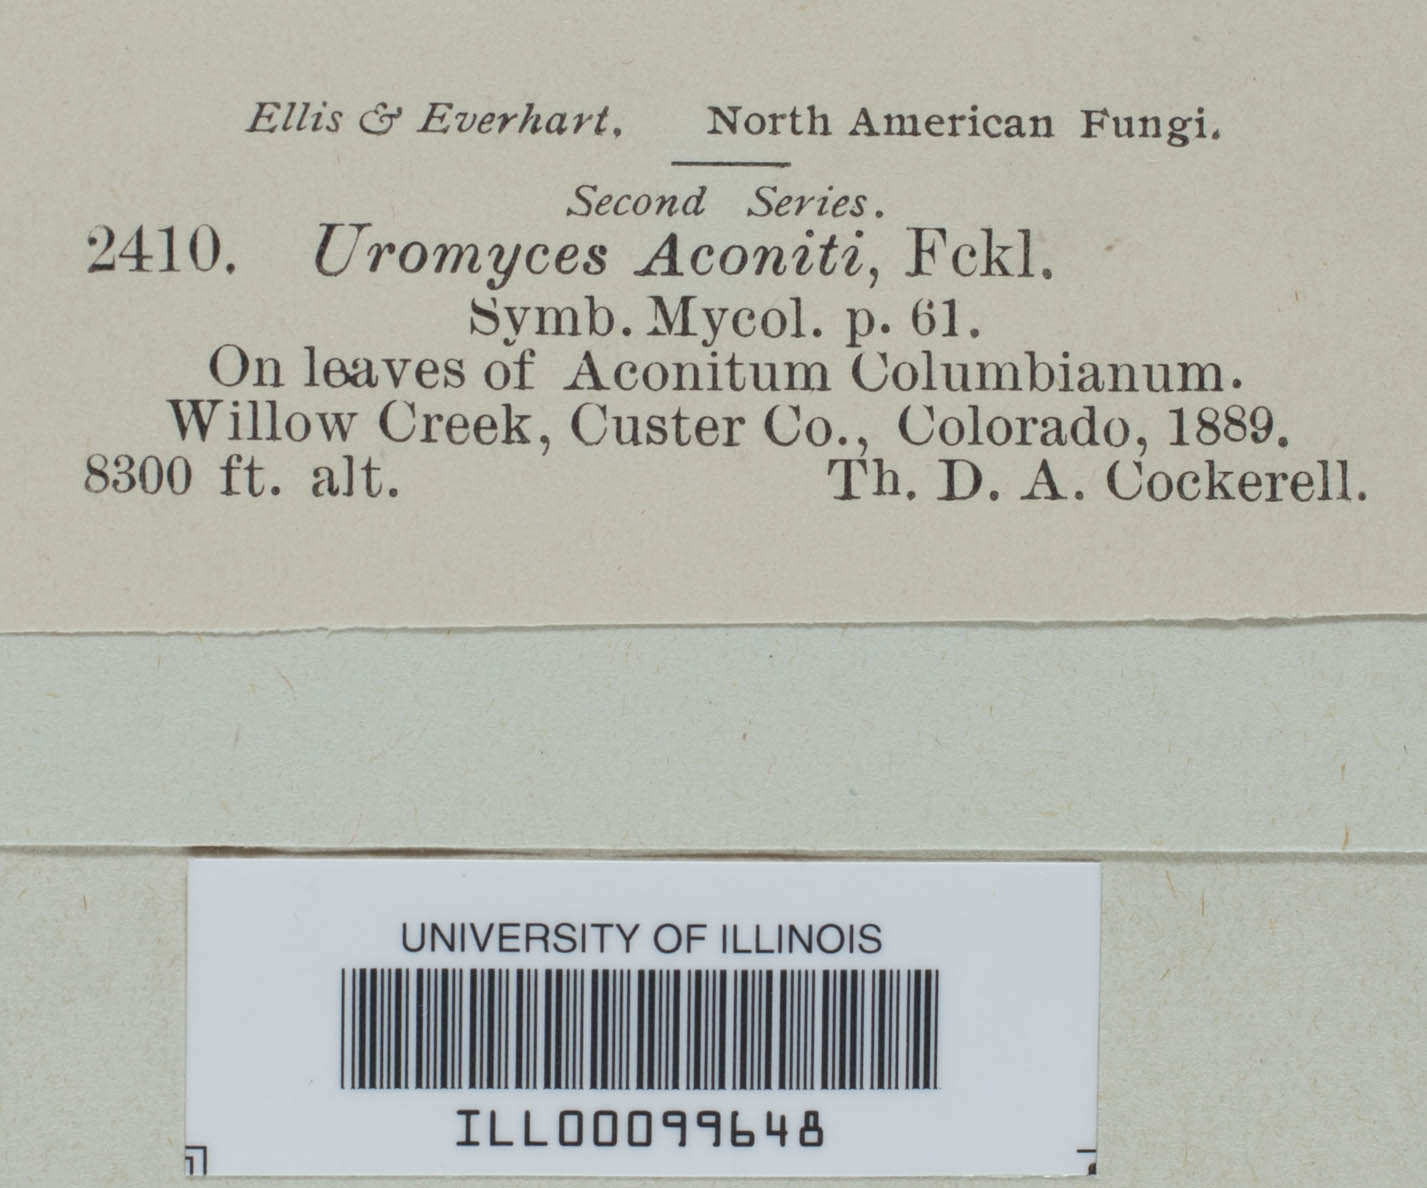 Ellis & Everhart. North American Fungi.
Second Series.
2410. Uromyces Aconiti, Fckl.
Symb. Mycol. p. 61.
On leaves of Aconitum Columbianum.
Willow Creek, Custer Co., Colorado, 1889.
8300 ft. alt. Th. D. A. Cockerell.
UNIVERSITY OF ILLINOIS
ILL00099648